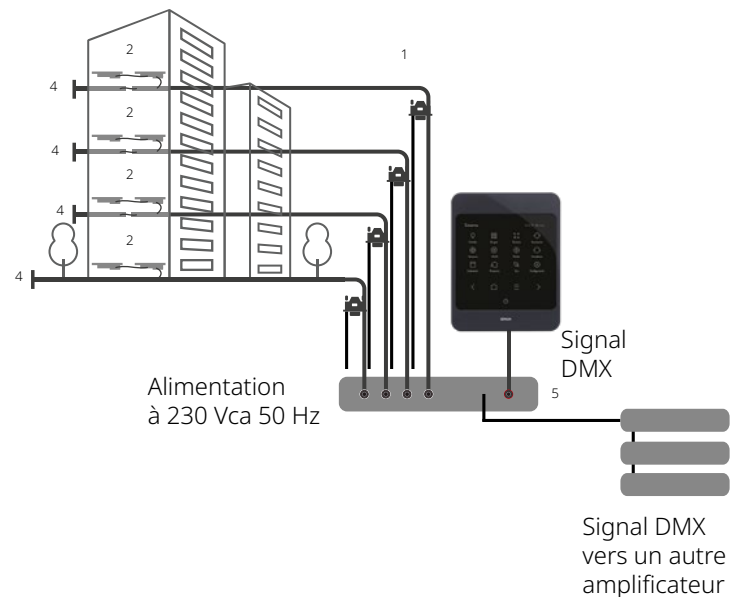 1
2
4
2
4
2
4
2
4
Signal
DMX
Alimentation
à 230 Vca 50 Hz
5
Signal DMX
vers un autre
amplificateur